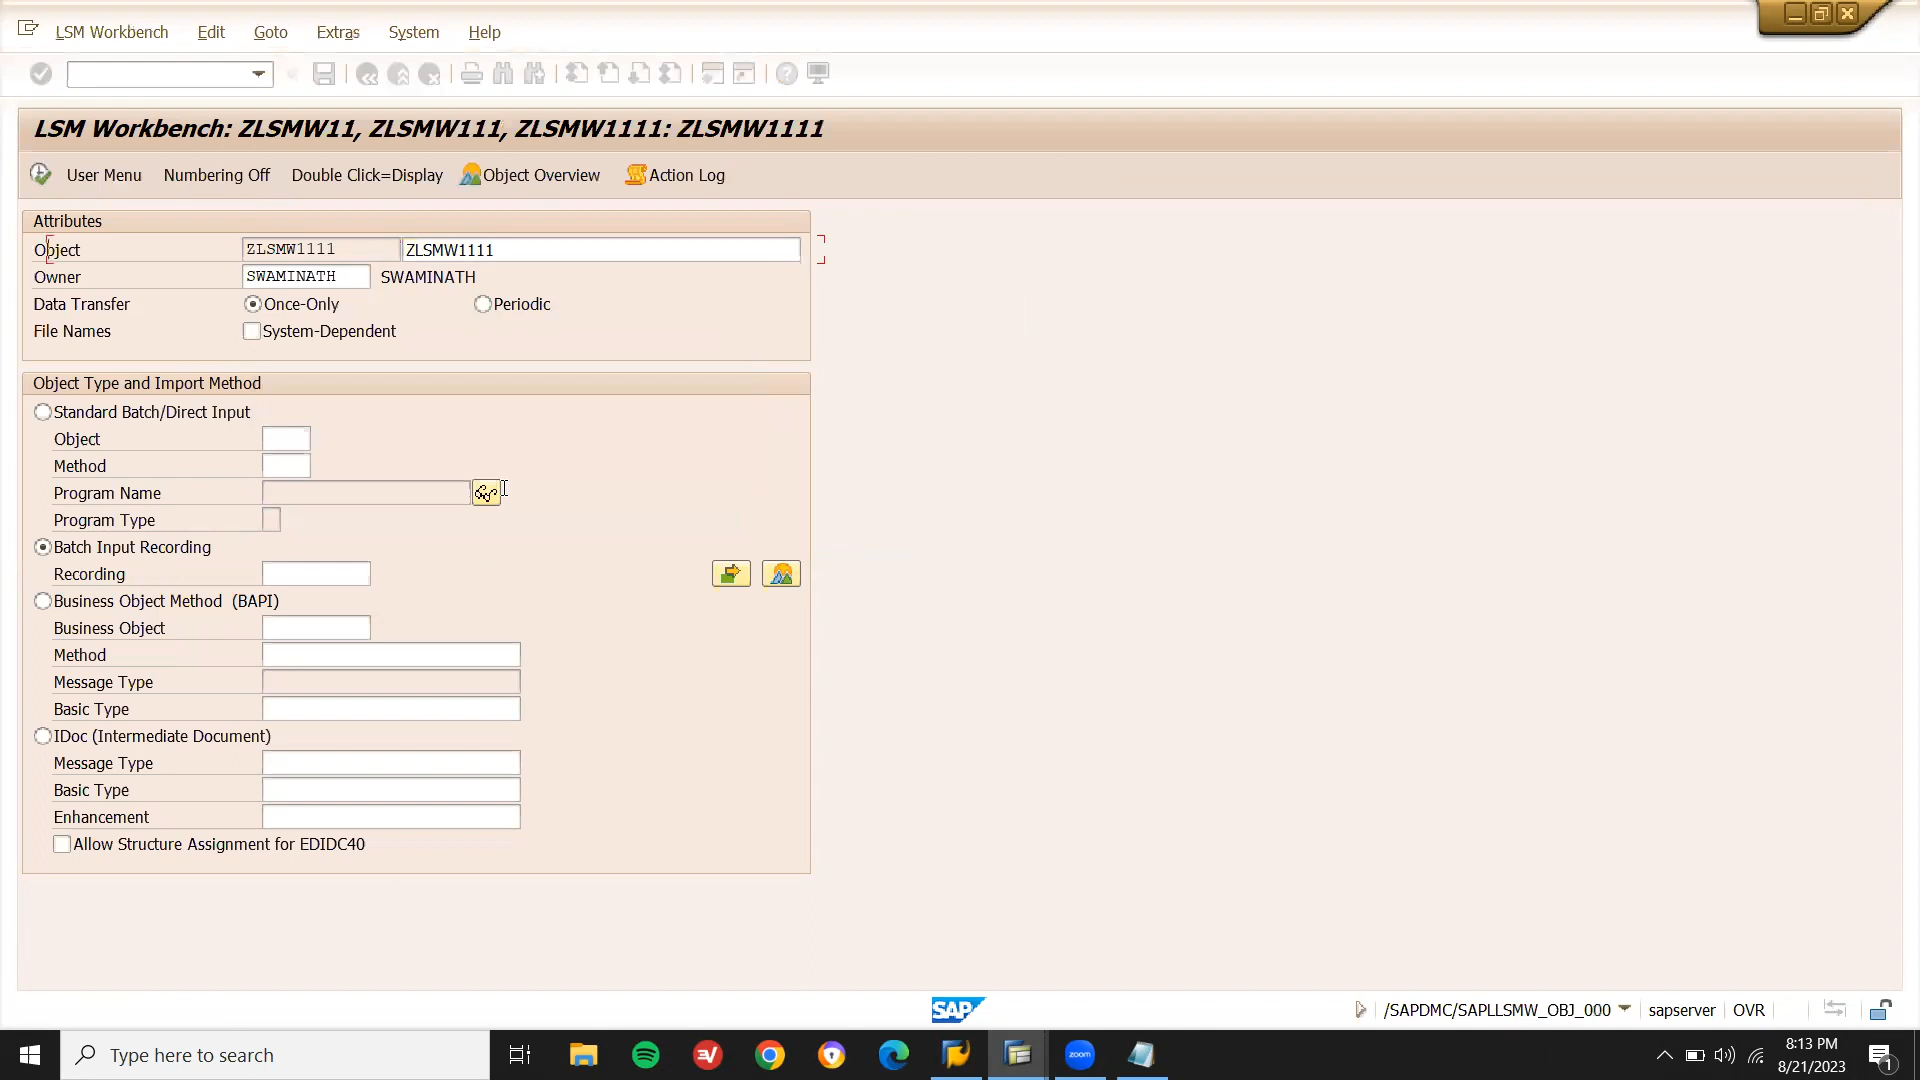 LSM Workbench Edit Goto Extras System Help
LSM Workbench: ZLSMW11, ZLSMW111, ZLSMW1111: ZLSMW1111
User Menu Numbering Off Double Click=Display Object Overview Action Log
Attributes
Object ZLSMW1111 ZLSMW1111
Owner SWAMINATH SWAMINATH
Data Transfer Once-Only Periodic
File Names System-Dependent
Object Type and Import Method
Standard Batch/Direct Input
Object
Method
Program Name
Program Type
Batch Input Recording
Recording
Business Object Method (BAPI)
Business Object
Method
Message Type
Basic Type
IDoc (Intermediate Document)
Message Type
Basic Type
Enhancement
Allow Structure Assignment for EDIDC40
SAP /SAPDMC/SAPLLSMW_OBJ_000 sapserver OVR
Type here to search
zoom
8:13 PM
8/21/2023
1